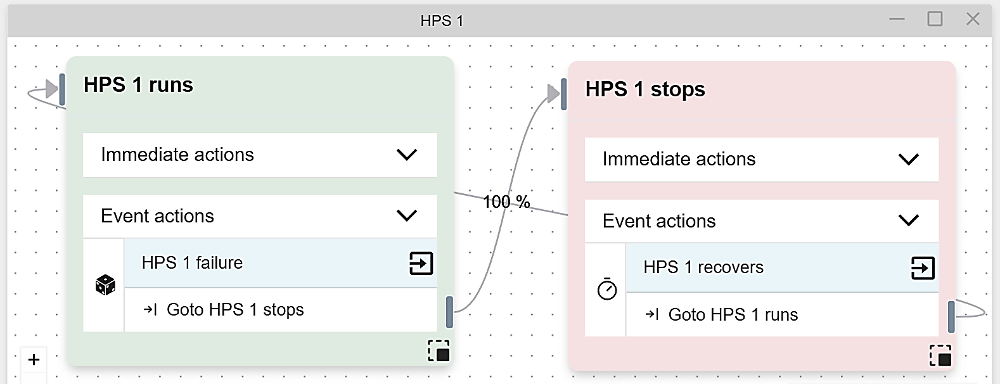 HPS 1
HPS 1 runs
Immediate actions
Event actions
HPS 1 failure
Goto HPS 1 stops
100 %
HPS 1 stops
Immediate actions
Event actions
HPS 1 recovers
Goto HPS 1 runs
+